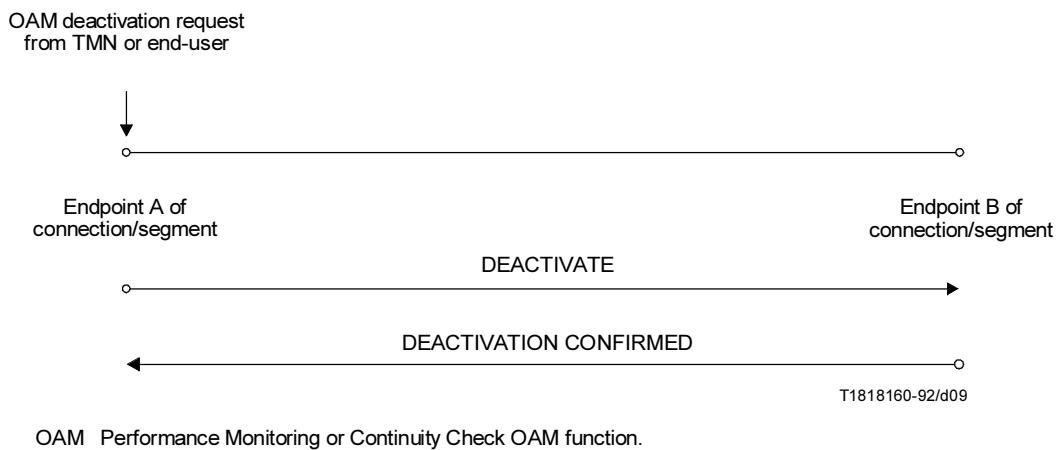 OAM deactivation request
from TMN or end-user
Endpoint A of
connection/segment
Endpoint B of
connection/segment
DEACTIVATE
DEACTIVATION CONFIRMED
T1818160-92/d09
OAM Performance Monitoring or Continuity Check OAM function.